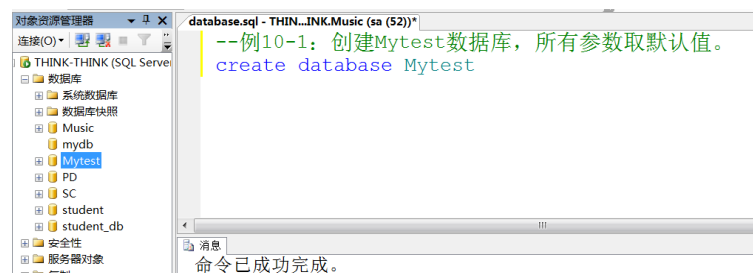 对象资源管理器
database.sql - THIN...INK.Music (sa (52))*
连接(O)
THINK-THINK (SQL Serve
数据库
系统数据库
数据库快照
Music
mydb
Mytest
PD
SC
student
student_db
安全性
服务器对象
--例10-1：创建Mytest数据库，所有参数取默认值。
create database Mytest
消息
命令已成功完成。